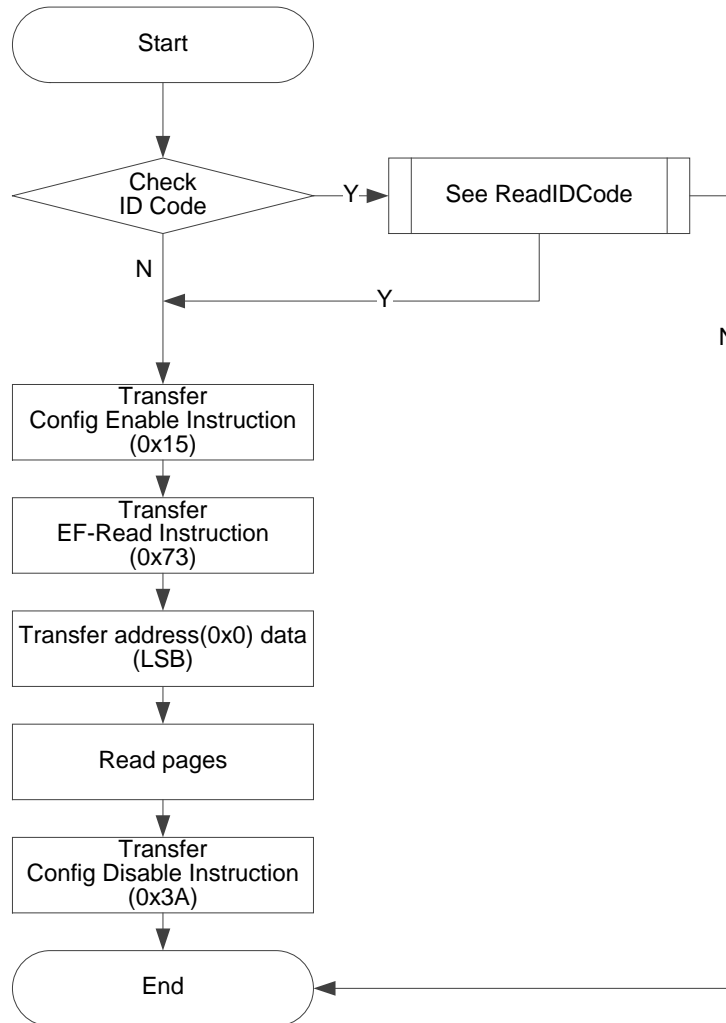 Start
Check
ID Code
Y
See ReadIDCode
N
Y
N
Transfer
Config Enable Instruction
(0x15)
Transfer
EF-Read Instruction
(0x73)
Transfer address(0x0) data
(LSB)
Read pages
Transfer
Config Disable Instruction
(0x3A)
End